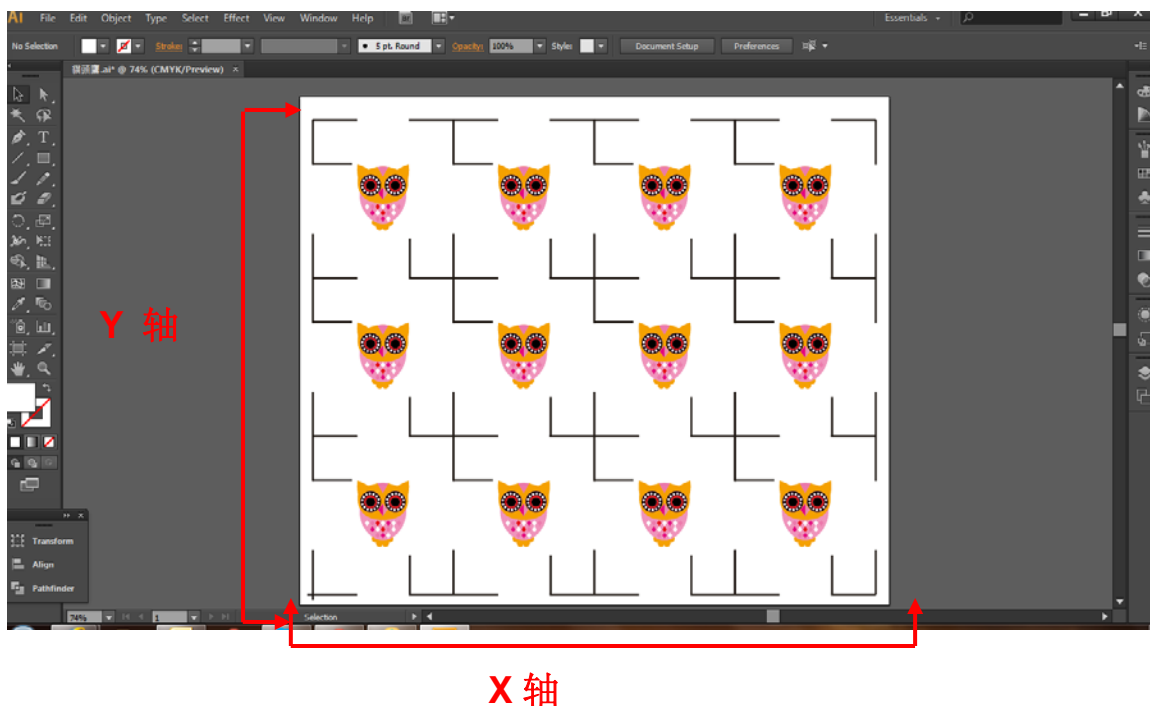 Ai File Edit Object Type Select Effect View Window Help Essentials
No Selection Stroke: 5 pt. Round Opacity: 100% Style: Document Setup Preferences
.ai* @ 74% (CMYK/Preview) ×
Y 轴
Transform
Align
Pathfinder
74% 1 Selection
X 轴